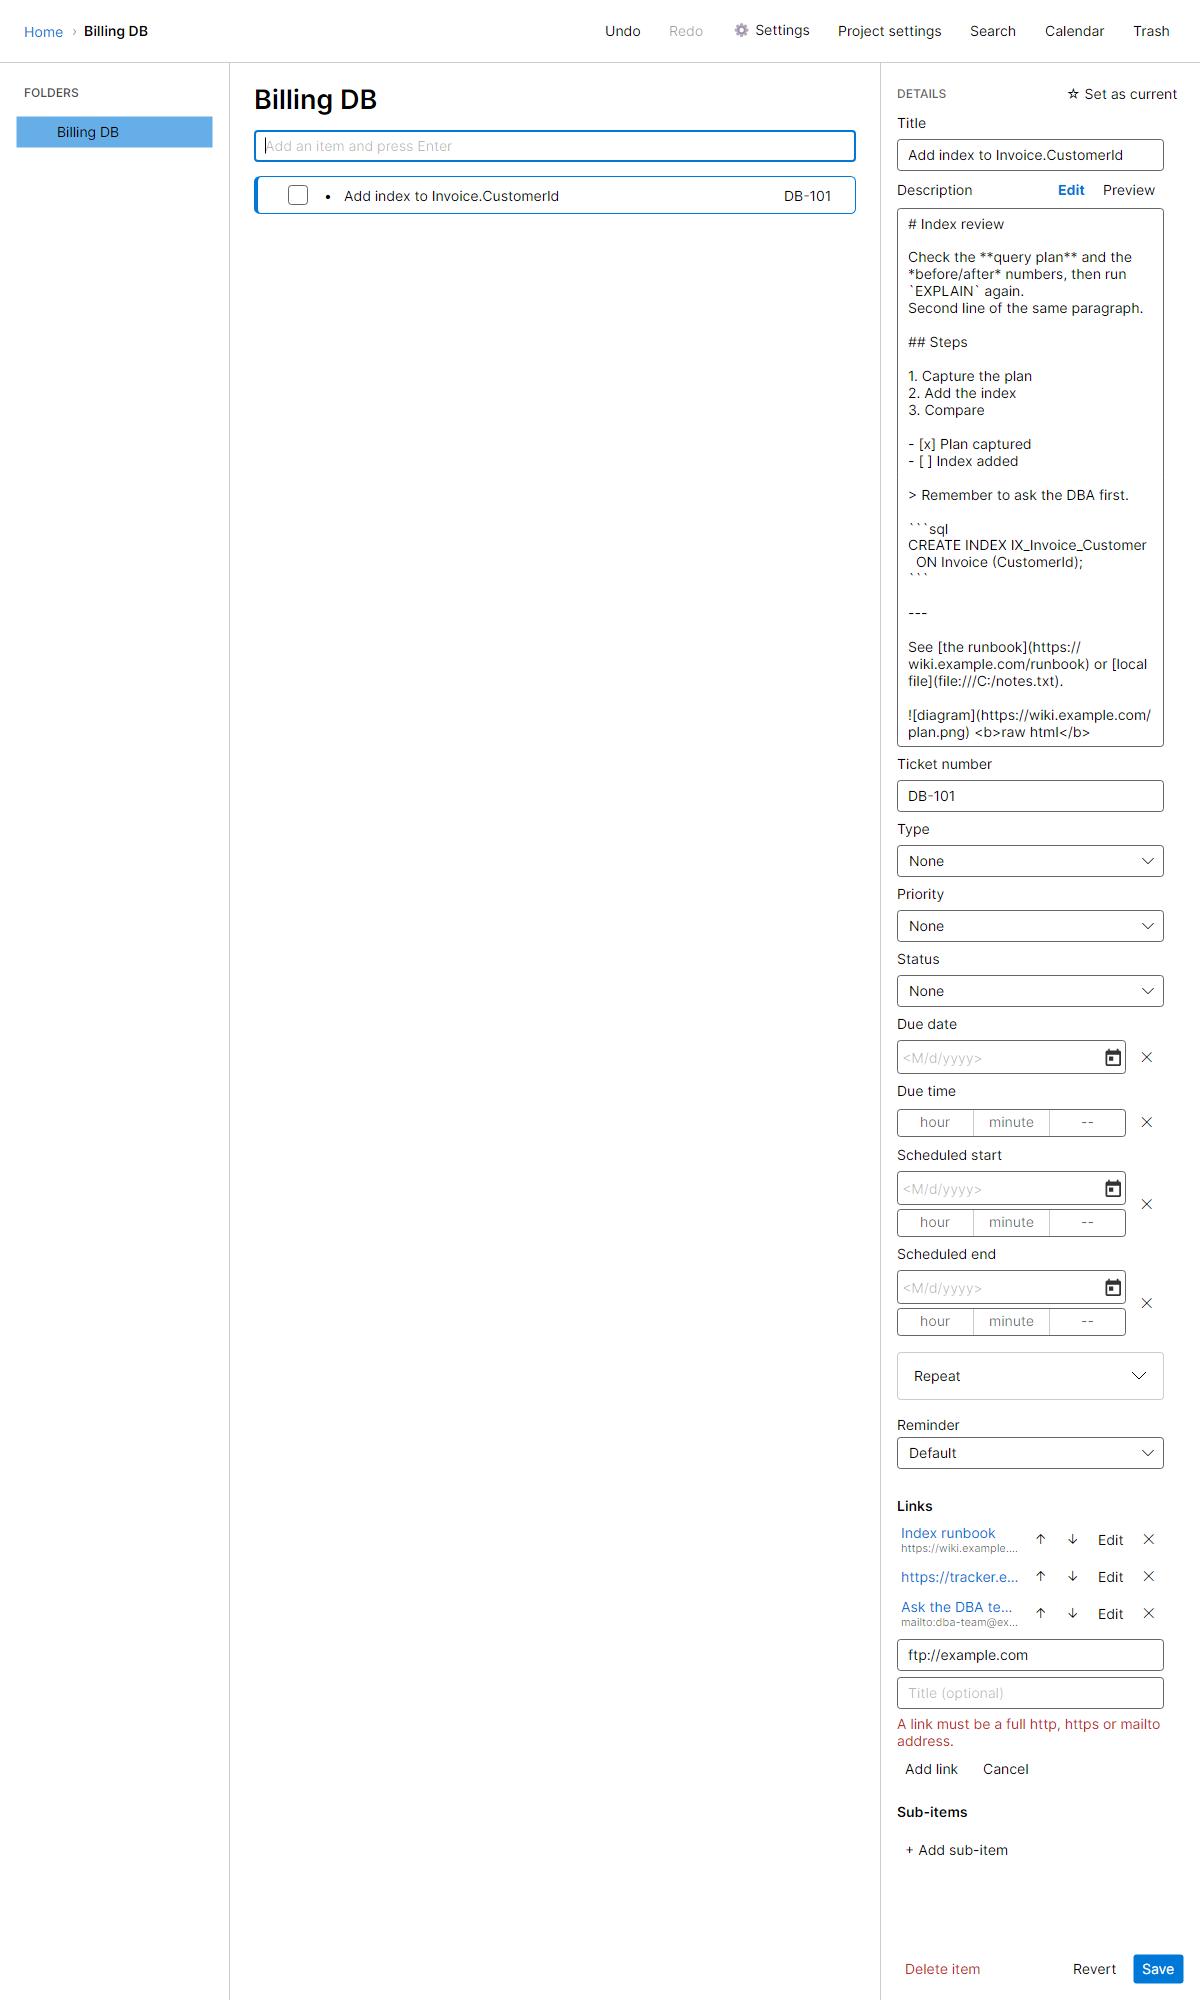 Home › Billing DB
Undo
Redo
Settings
Project settings
Search
Calendar
Trash
FOLDERS
Billing DB
Billing DB
Add an item and press Enter
• Add index to Invoice.CustomerId
DB-101
DETAILS
☆ Set as current
Title
Add index to Invoice.CustomerId
Description
Edit
Preview
# Index review
Check the **query plan** and the
*before/after* numbers, then run
`EXPLAIN` again.
Second line of the same paragraph.
## Steps
1. Capture the plan
2. Add the index
3. Compare
- [x] Plan captured
- [ ] Index added
> Remember to ask the DBA first.
```sql
CREATE INDEX IX_Invoice_Customer
  ON Invoice (CustomerId);
```
---
See [the runbook](https://
wiki.example.com/runbook) or [local
file](file:///C:/notes.txt).
![diagram](https://wiki.example.com/
plan.png) <b>raw html</b>
Ticket number
DB-101
Type
None
Priority
None
Status
None
Due date
<M/d/yyyy>
Due time
hour minute --
Scheduled start
<M/d/yyyy>
hour minute --
Scheduled end
<M/d/yyyy>
hour minute --
Repeat
Reminder
Default
Links
Index runbook
https://wiki.example....
↑ ↓ Edit ×
https://tracker.e...
↑ ↓ Edit ×
Ask the DBA te...
mailto:dba-team@ex...
↑ ↓ Edit ×
ftp://example.com
Title (optional)
A link must be a full http, https or mailto
address.
Add link
Cancel
Sub-items
+ Add sub-item
Delete item
Revert
Save